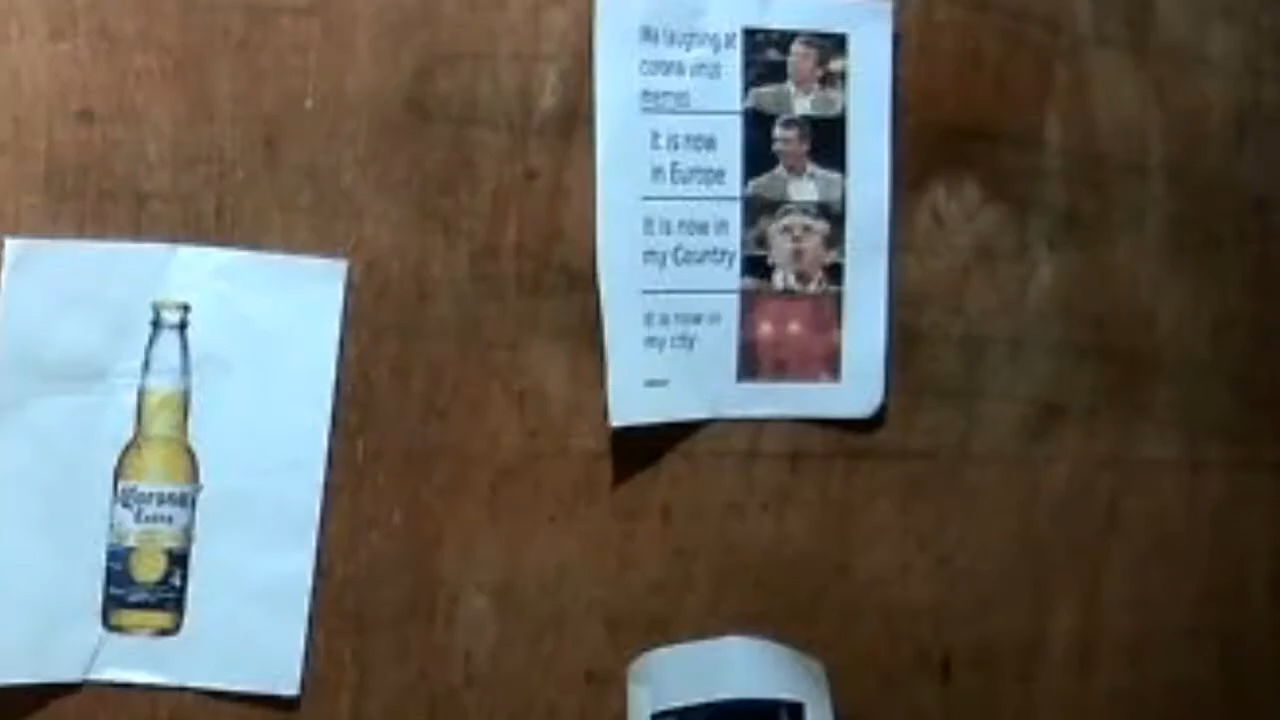 Me laughing at
corona virus
memes
It is now
in Europe
It is now in
my Country
It is now in
my city
Corona
Extra